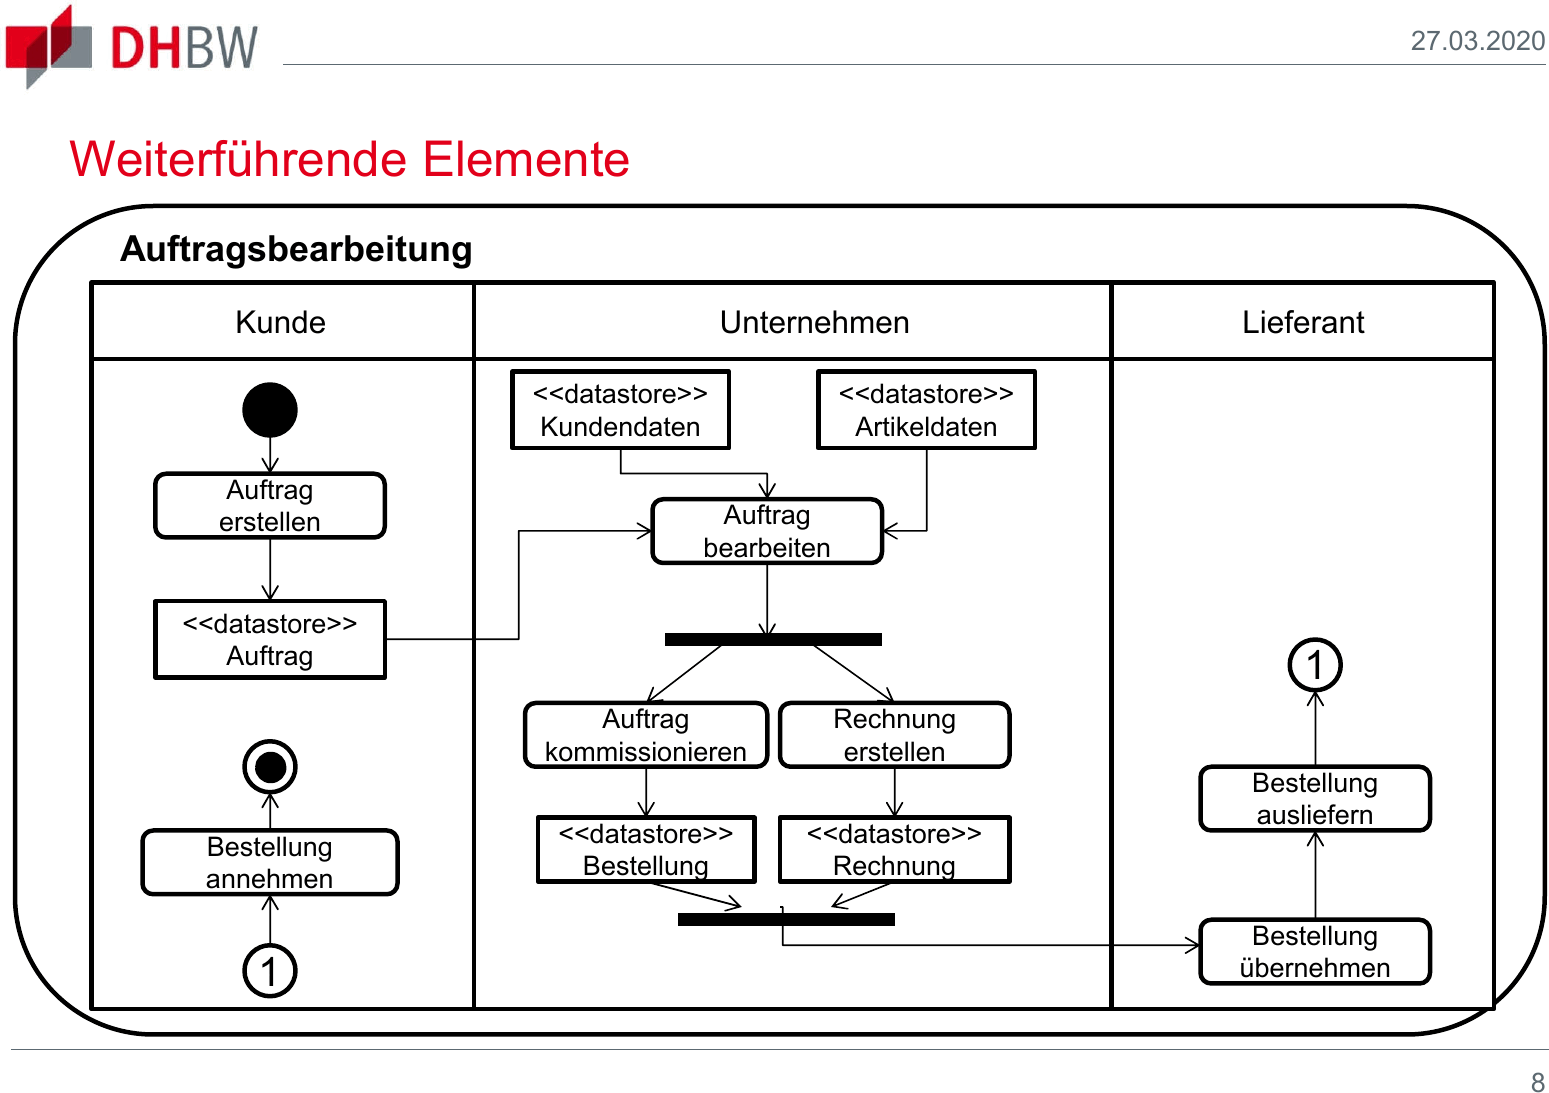 DHBW
27.03.2020
Weiterführende Elemente
Auftragsbearbeitung
Kunde
Unternehmen
Lieferant
Auftrag
erstellen
<<datastore>>
Auftrag
Bestellung
annehmen
1
<<datastore>>
Kundendaten
<<datastore>>
Artikeldaten
Auftrag
bearbeiten
Auftrag
kommissionieren
Rechnung
erstellen
<<datastore>>
Bestellung
<<datastore>>
Rechnung
1
Bestellung
ausliefern
Bestellung
übernehmen
8